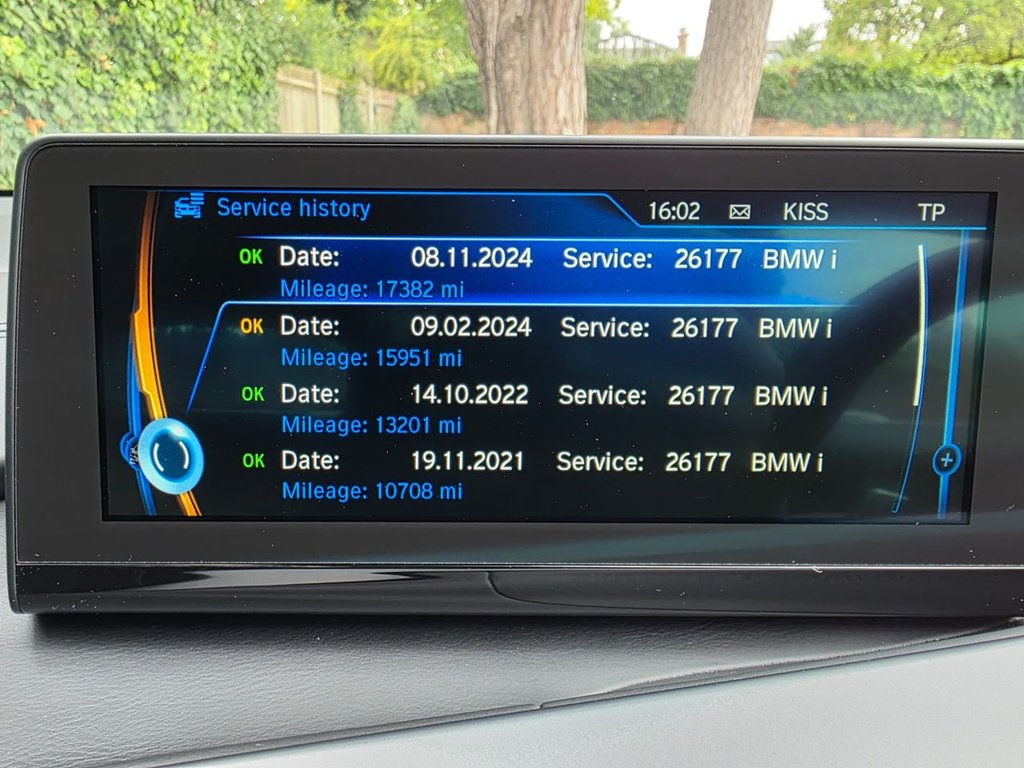 Service history 16:02 KISS TP
OK Date: 08.11.2024 Service: 26177 BMW i
Mileage: 17382 mi
OK Date: 09.02.2024 Service: 26177 BMW i
Mileage: 15951 mi
OK Date: 14.10.2022 Service: 26177 BMW i
Mileage: 13201 mi
OK Date: 19.11.2021 Service: 26177 BMW i
Mileage: 10708 mi